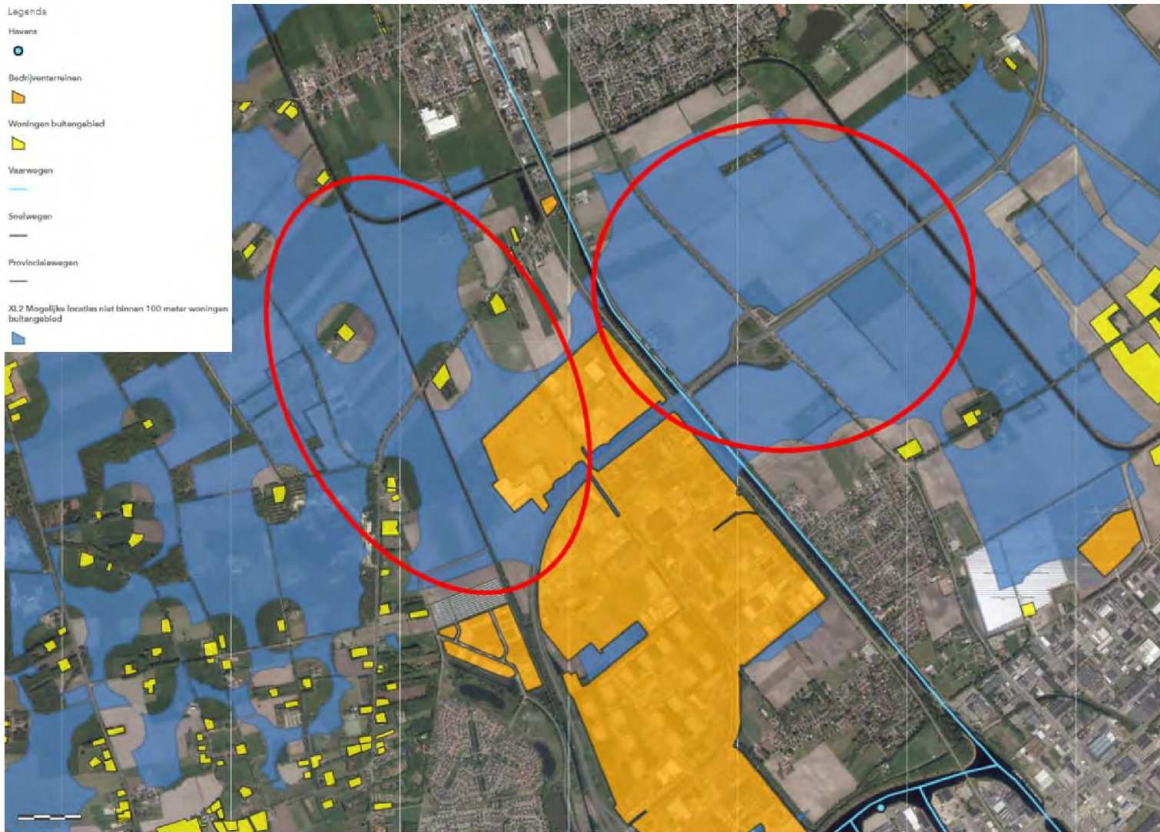 Legenda
Havens
Bedrijventerreinen
Woningen buitengebied
Vaarwegen
Snelwegen
Provincialewegen
XL2 Mogelijke locaties niet binnen 100 meter woningen
buitengebied